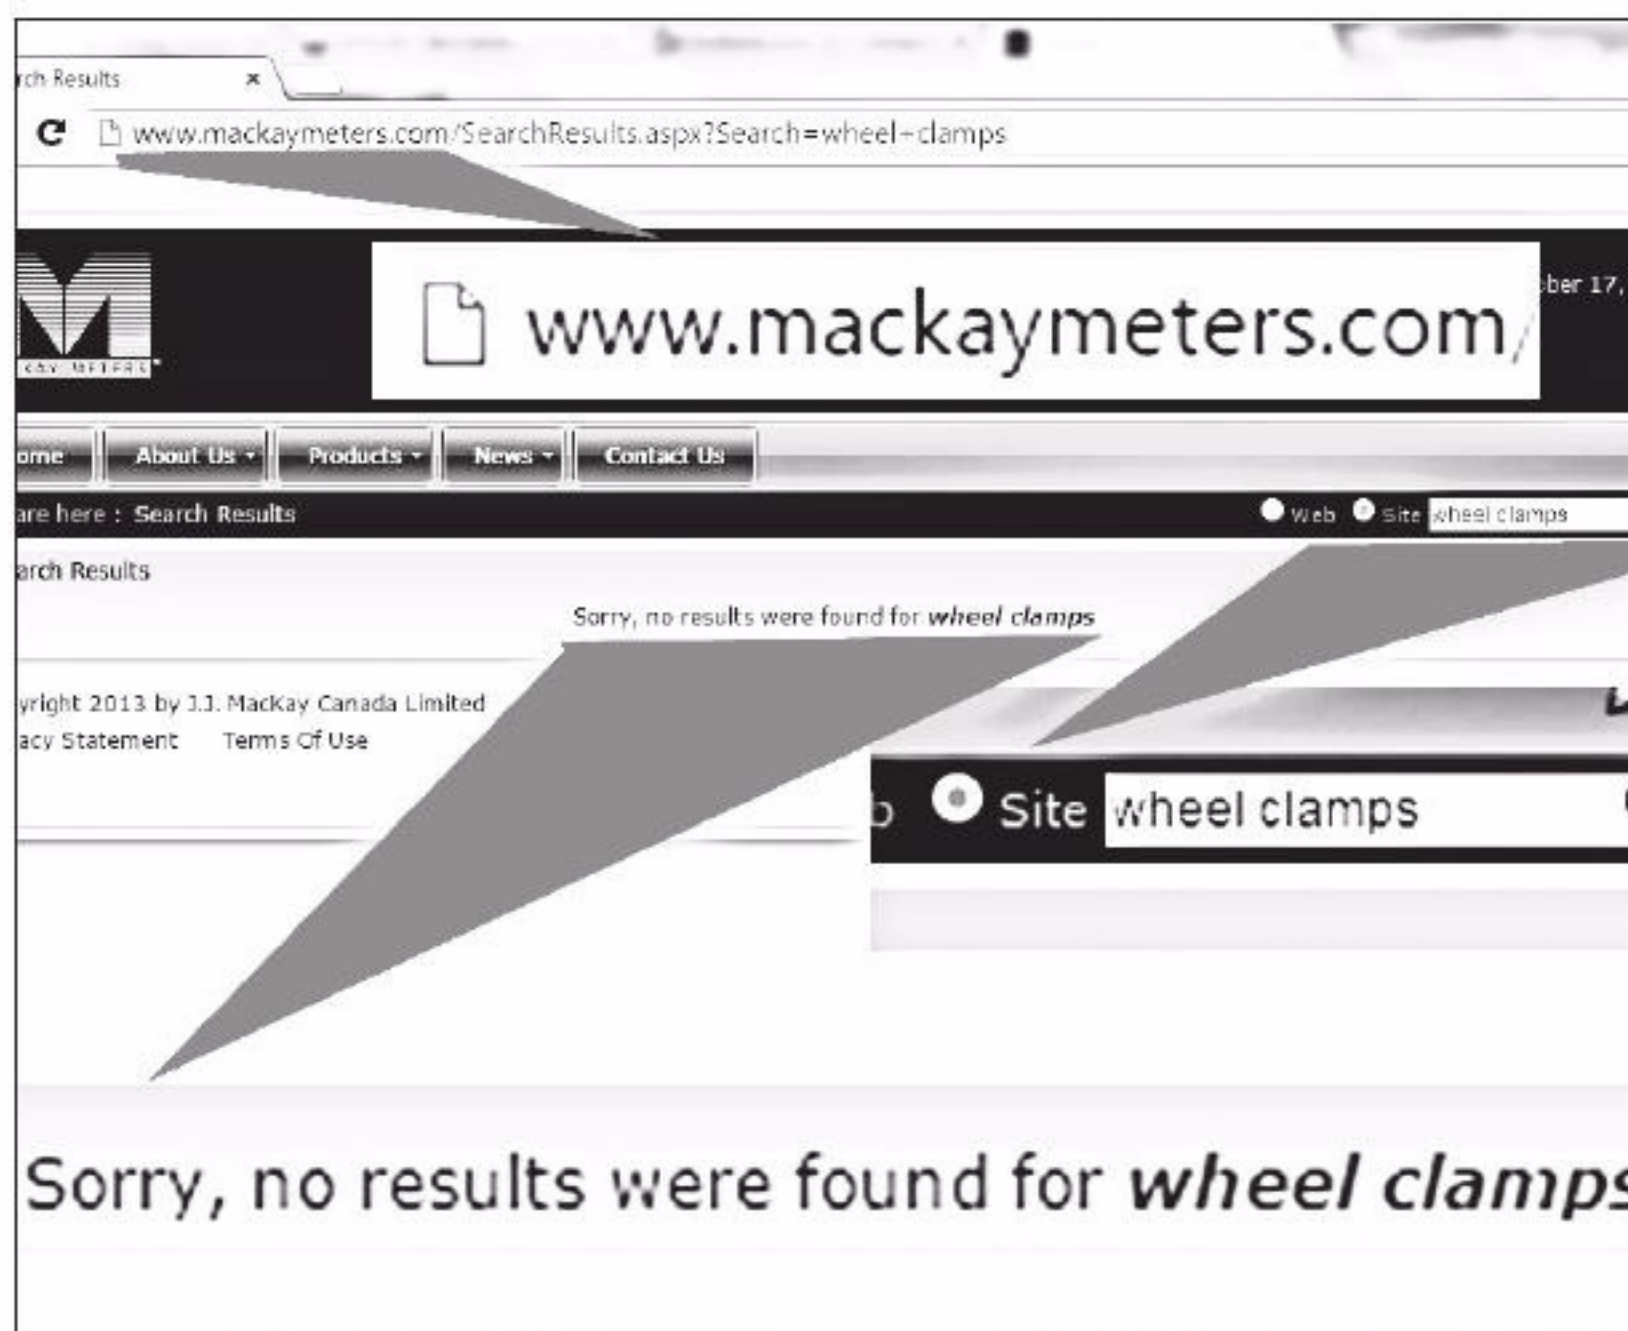 rch Results ×
www.mackaymeters.com/SearchResults.aspx?Search=wheel+clamps
www.mackaymeters.com/
ber 17,
KAY METERS
ome About Us Products News Contact Us
are here : Search Results Web Site wheel clamps
arch Results
Sorry, no results were found for wheel clamps
yright 2013 by J.J. MacKay Canada Limited
acy Statement Terms Of Use
b Site wheel clamps
Sorry, no results were found for wheel clamps